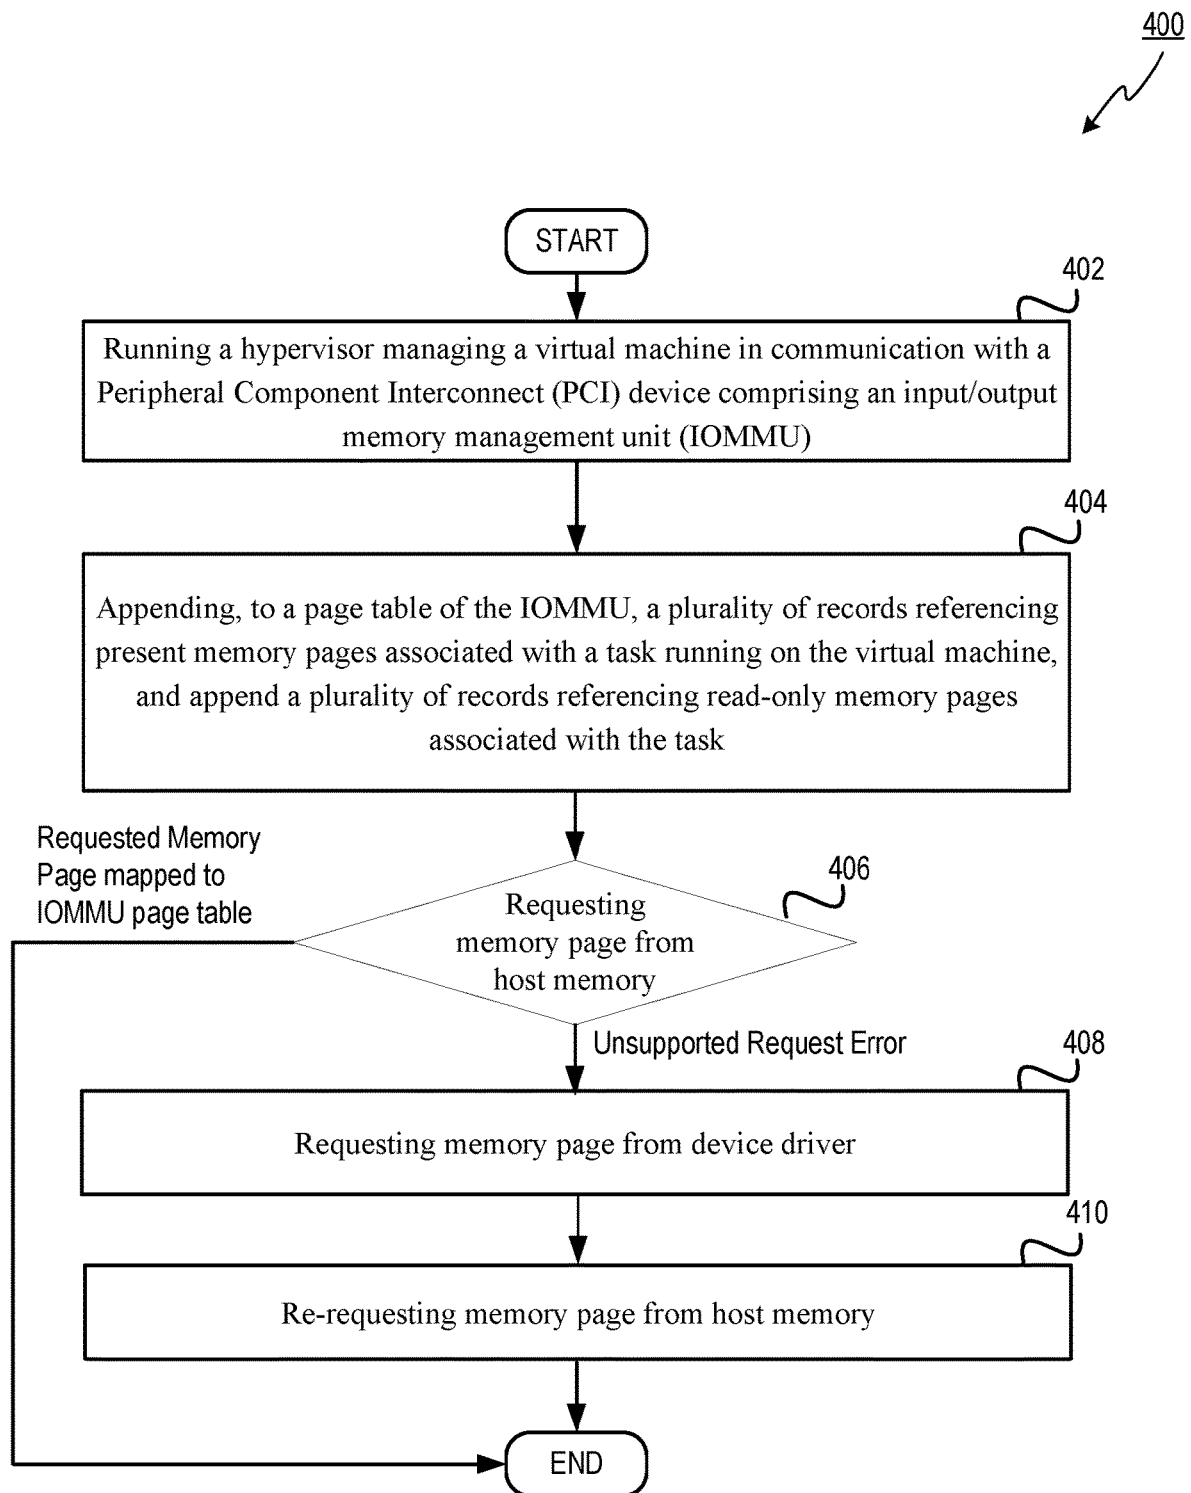 400
START
402
Running a hypervisor managing a virtual machine in communication with a
Peripheral Component Interconnect (PCI) device comprising an input/output
memory management unit (IOMMU)
404
Appending, to a page table of the IOMMU, a plurality of records referencing
present memory pages associated with a task running on the virtual machine,
and append a plurality of records referencing read-only memory pages
associated with the task
Requested Memory
Page mapped to
IOMMU page table
406
Requesting
memory page from
host memory
Unsupported Request Error
408
Requesting memory page from device driver
410
Re-requesting memory page from host memory
END